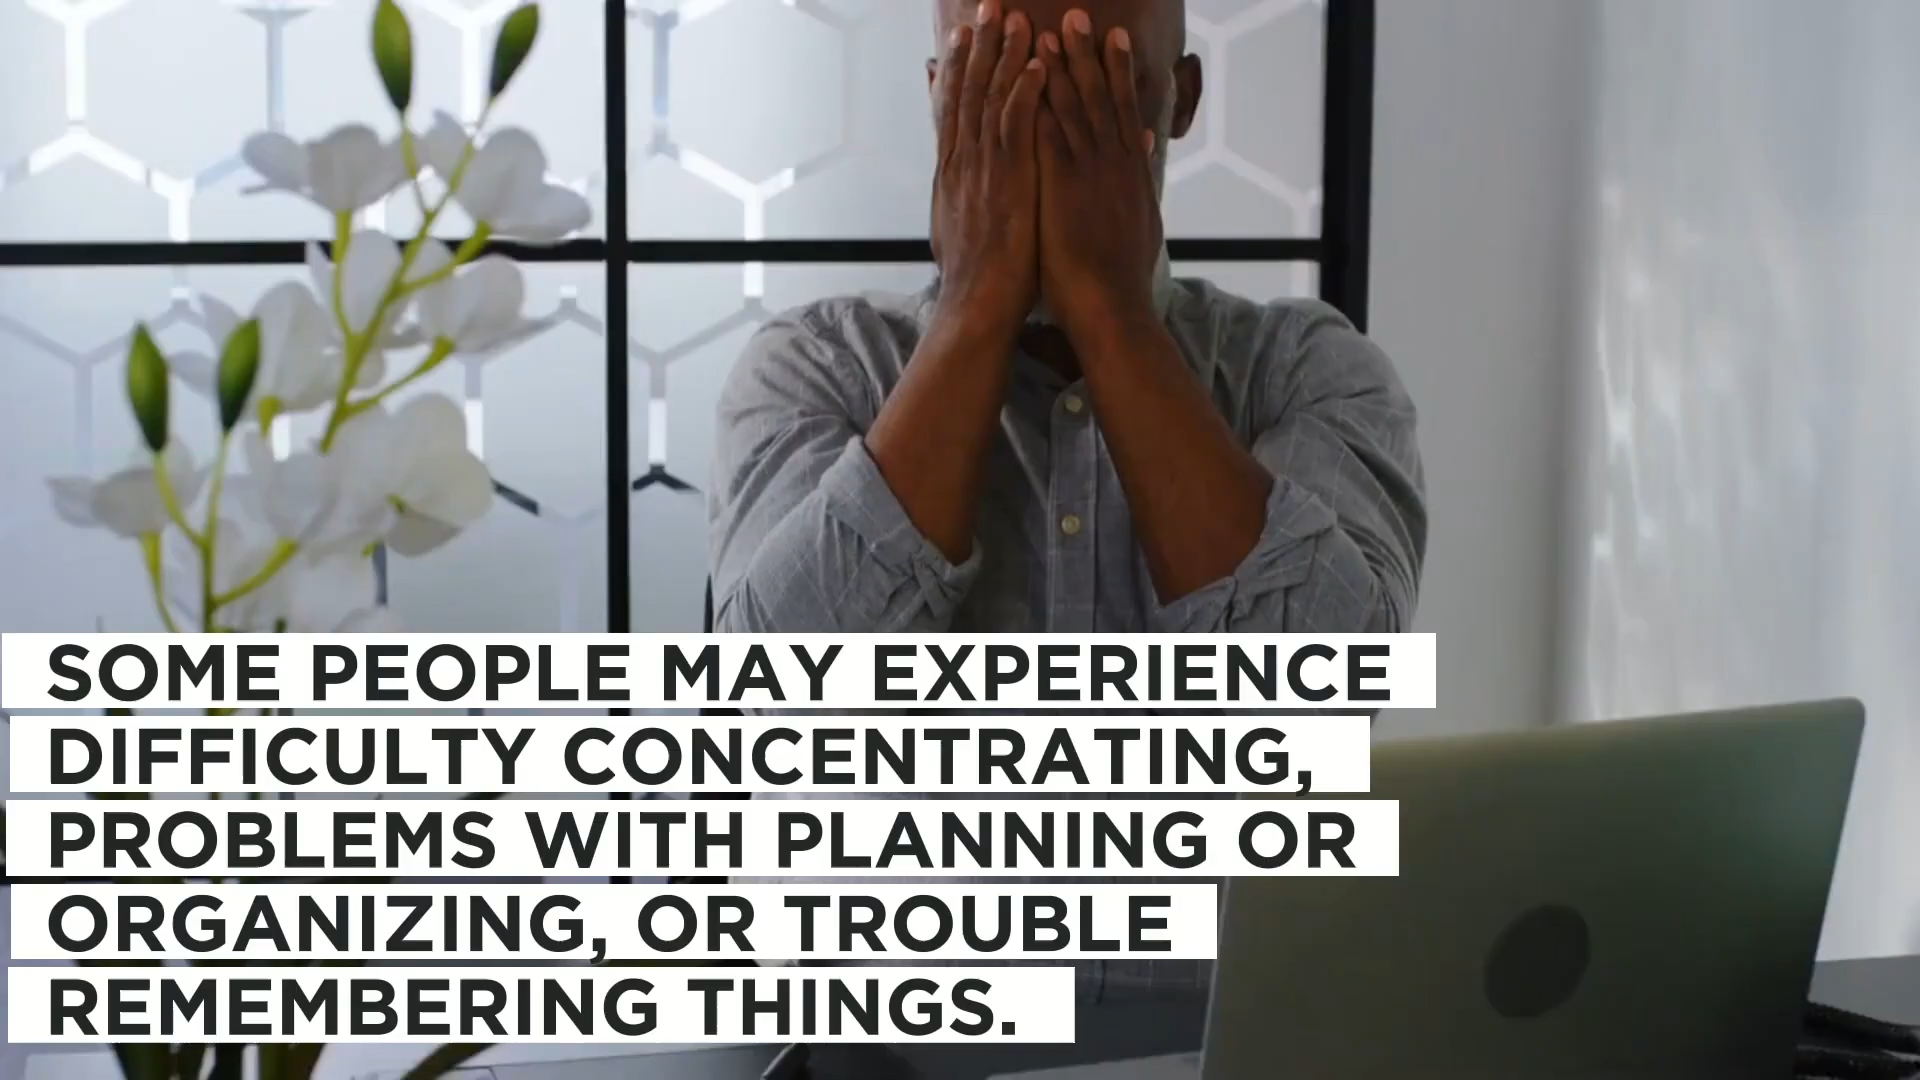 SOME PEOPLE MAY EXPERIENCE
DIFFICULTY CONCENTRATING,
PROBLEMS WITH PLANNING OR
ORGANIZING, OR TROUBLE
REMEMBERING THINGS.